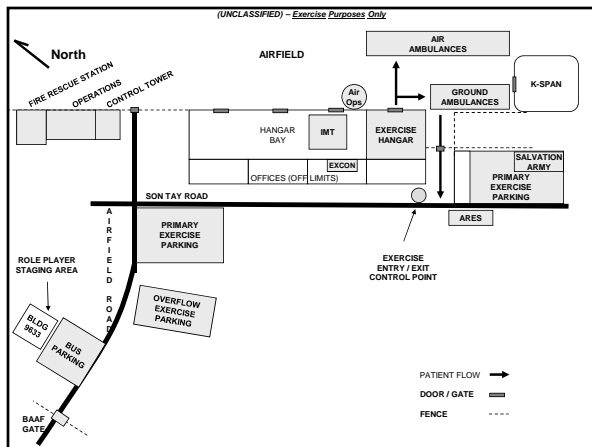 (UNCLASSIFIED) – Exercise Purposes Only
North
AIRFIELD
AIR
AMBULANCES
K-SPAN
FIRE RESCUE STATION
OPERATIONS
CONTROL TOWER
Air
Ops
GROUND
AMBULANCES
HANGAR
BAY
IMT
EXERCISE
HANGAR
EXCON
OFFICES (OFF LIMITS)
SALVATION
ARMY
PRIMARY
EXERCISE
PARKING
SON TAY ROAD
ARES
AIRFIELD ROAD
PRIMARY
EXERCISE
PARKING
EXERCISE
ENTRY / EXIT
CONTROL POINT
ROLE PLAYER
STAGING AREA
OVERFLOW
EXERCISE
PARKING
BLDG
9633
BUS
PARKING
BAAF
GATE
PATIENT FLOW
DOOR / GATE
FENCE